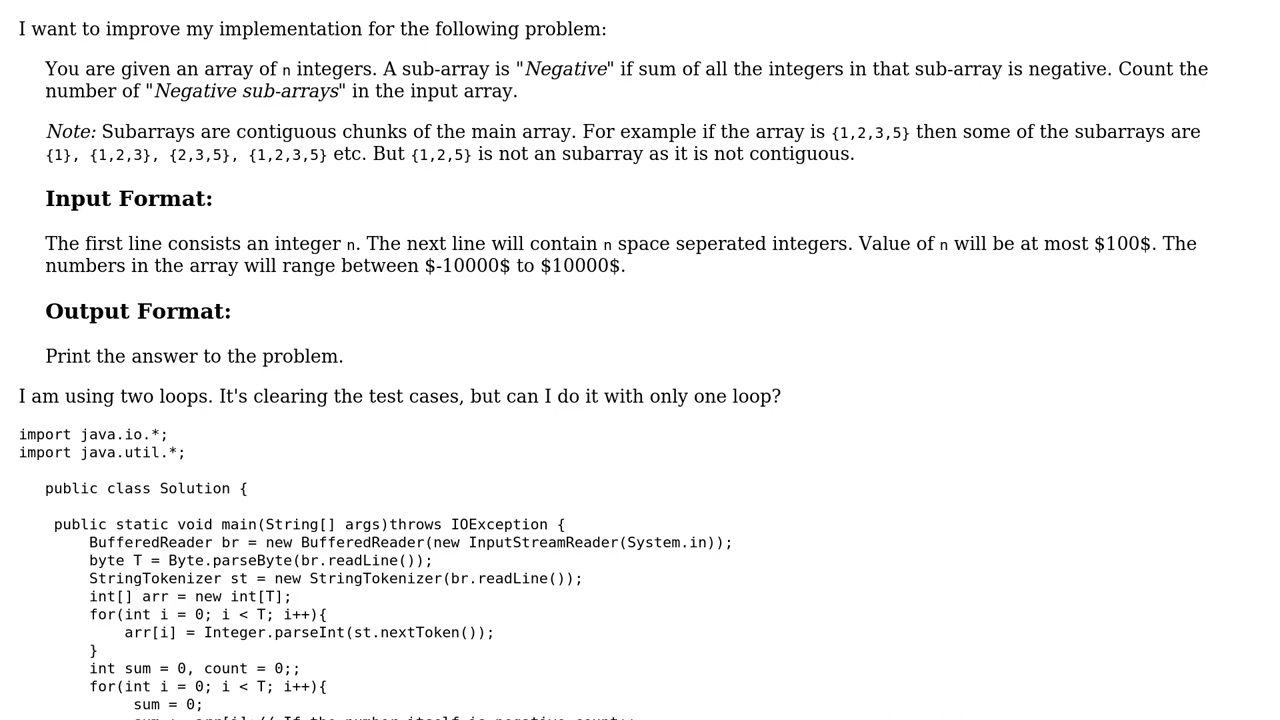 I want to improve my implementation for the following problem:
You are given an array of n integers. A sub-array is "Negative" if sum of all the integers in that sub-array is negative. Count the
number of "Negative sub-arrays" in the input array.
Note: Subarrays are contiguous chunks of the main array. For example if the array is {1,2,3,5} then some of the subarrays are
{1}, {1,2,3}, {2,3,5}, {1,2,3,5} etc. But {1,2,5} is not an subarray as it is not contiguous.
Input Format:
The first line consists an integer n. The next line will contain n space seperated integers. Value of n will be at most $100$. The
numbers in the array will range between $-10000$ to $10000$.
Output Format:
Print the answer to the problem.
I am using two loops. It's clearing the test cases, but can I do it with only one loop?
import java.io.*;
import java.util.*;
public class Solution {
public static void main(String[] args)throws IOException {
BufferedReader br = new BufferedReader(new InputStreamReader(System.in));
byte T = Byte.parseByte(br.readLine());
StringTokenizer st = new StringTokenizer(br.readLine());
int[] arr = new int[T];
for(int i = 0; i < T; i++){
arr[i] = Integer.parseInt(st.nextToken());
}
int sum = 0, count = 0;;
for(int i = 0; i < T; i++){
sum = 0;